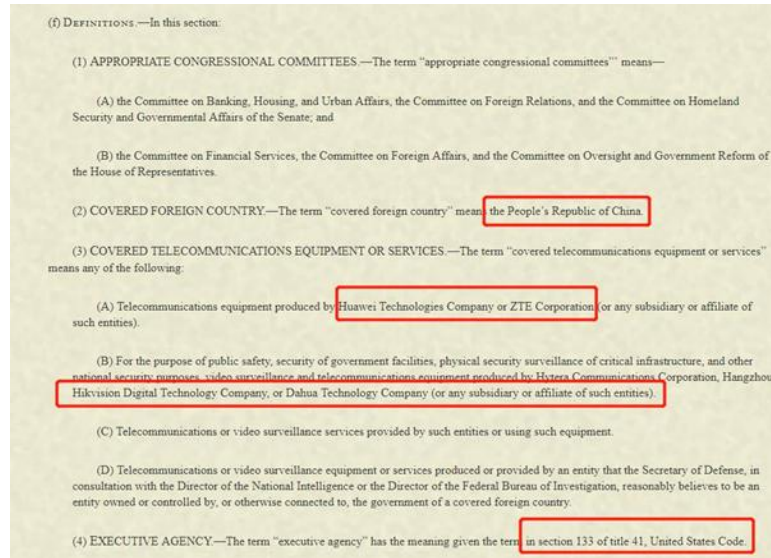 (f) DEFINITIONS.—In this section:
(1) APPROPRIATE CONGRESSIONAL COMMITTEES.—The term “appropriate congressional committees”’ means—
(A) the Committee on Banking, Housing, and Urban Affairs, the Committee on Foreign Relations, and the Committee on Homeland
Security and Governmental Affairs of the Senate; and
(B) the Committee on Financial Services, the Committee on Foreign Affairs, and the Committee on Oversight and Government Reform of
the House of Representatives.
(2) COVERED FOREIGN COUNTRY.—The term “covered foreign country” mean the People’s Republic of China.
(3) COVERED TELECOMMUNICATIONS EQUIPMENT OR SERVICES.—The term “covered telecommunications equipment or services”
means any of the following:
(A) Telecommunications equipment produced by Huawei Technologies Company or ZTE Corporation (or any subsidiary or affiliate of
such entities).
(B) For the purpose of public safety, security of government facilities, physical security surveillance of critical infrastructure, and other
national security purposes, video surveillance and telecommunications equipment produced by Hytera Communications Corporation, Hangzhou
Hikvision Digital Technology Company, or Dahua Technology Company (or any subsidiary or affiliate of such entities).
(C) Telecommunications or video surveillance services provided by such entities or using such equipment.
(D) Telecommunications or video surveillance equipment or services produced or provided by an entity that the Secretary of Defense, in
consultation with the Director of the National Intelligence or the Director of the Federal Bureau of Investigation, reasonably believes to be an
entity owned or controlled by, or otherwise connected to, the government of a covered foreign country.
(4) EXECUTIVE AGENCY.—The term “executive agency” has the meaning given the term in section 133 of title 41, United States Code.